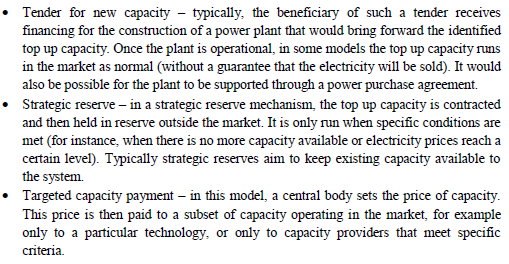 • Tender for new capacity – typically, the beneficiary of such a tender receives
financing for the construction of a power plant that would bring forward the identified
top up capacity. Once the plant is operational, in some models the top up capacity runs
in the market as normal (without a guarantee that the electricity will be sold). It would
also be possible for the plant to be supported through a power purchase agreement.
• Strategic reserve – in a strategic reserve mechanism, the top up capacity is contracted
and then held in reserve outside the market. It is only run when specific conditions are
met (for instance, when there is no more capacity available or electricity prices reach a
certain level). Typically strategic reserves aim to keep existing capacity available to
the system.
• Targeted capacity payment – in this model, a central body sets the price of capacity.
This price is then paid to a subset of capacity operating in the market, for example
only to a particular technology, or only to capacity providers that meet specific
criteria.